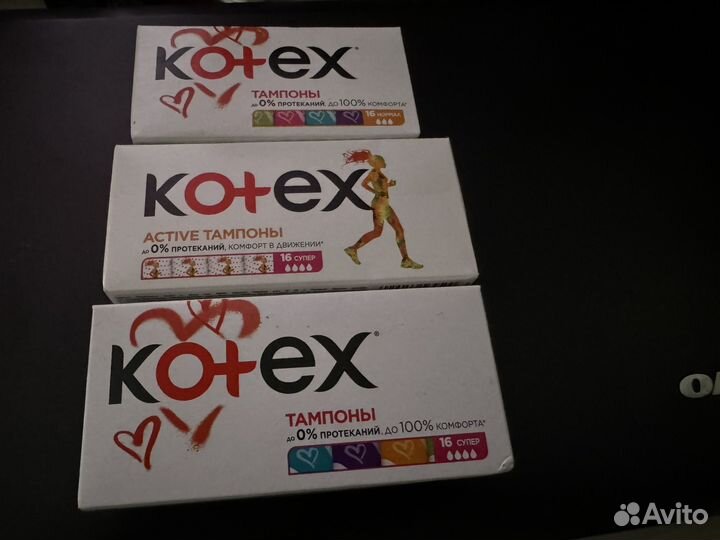 Kotex
ТАМПОНЫ
до 0% ПРОТЕКАНИЙ, ДО 100% КОМФОРТА*
16 НОРМАЛ
Kotex
ACTIVE ТАМПОНЫ
до 0% ПРОТЕКАНИЙ, КОМФОРТ В ДВИЖЕНИИ*
16 СУПЕР
Kotex®
ТАМПОНЫ
до 0% ПРОТЕКАНИЙ, ДО 100% КОМФОРТА*
16 СУПЕР
Avito